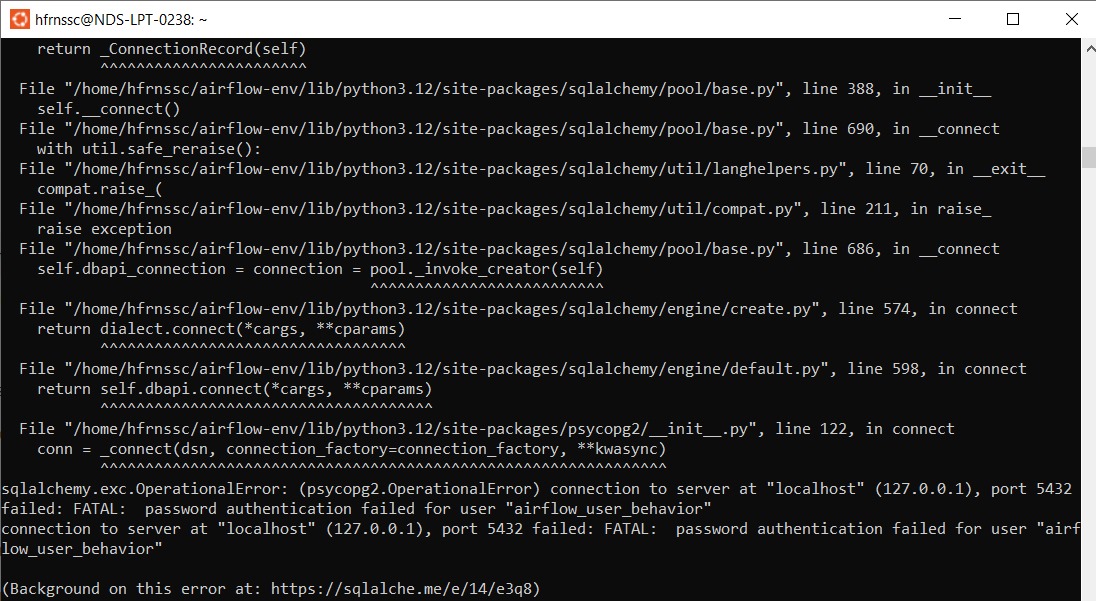 hfrnssc@NDS-LPT-0238: ~
    return _ConnectionRecord(self)
           ^^^^^^^^^^^^^^^^^^^^^^^
  File "/home/hfrnssc/airflow-env/lib/python3.12/site-packages/sqlalchemy/pool/base.py", line 388, in __init__
    self.__connect()
  File "/home/hfrnssc/airflow-env/lib/python3.12/site-packages/sqlalchemy/pool/base.py", line 690, in __connect
    with util.safe_reraise():
  File "/home/hfrnssc/airflow-env/lib/python3.12/site-packages/sqlalchemy/util/langhelpers.py", line 70, in __exit__
    compat.raise_(
  File "/home/hfrnssc/airflow-env/lib/python3.12/site-packages/sqlalchemy/util/compat.py", line 211, in raise_
    raise exception
  File "/home/hfrnssc/airflow-env/lib/python3.12/site-packages/sqlalchemy/pool/base.py", line 686, in __connect
    self.dbapi_connection = connection = pool._invoke_creator(self)
                                         ^^^^^^^^^^^^^^^^^^^^^^^^^^
  File "/home/hfrnssc/airflow-env/lib/python3.12/site-packages/sqlalchemy/engine/create.py", line 574, in connect
    return dialect.connect(*cargs, **cparams)
           ^^^^^^^^^^^^^^^^^^^^^^^^^^^^^^^^^^
  File "/home/hfrnssc/airflow-env/lib/python3.12/site-packages/sqlalchemy/engine/default.py", line 598, in connect
    return self.dbapi.connect(*cargs, **cparams)
           ^^^^^^^^^^^^^^^^^^^^^^^^^^^^^^^^^^^^^
  File "/home/hfrnssc/airflow-env/lib/python3.12/site-packages/psycopg2/__init__.py", line 122, in connect
    conn = _connect(dsn, connection_factory=connection_factory, **kwasync)
           ^^^^^^^^^^^^^^^^^^^^^^^^^^^^^^^^^^^^^^^^^^^^^^^^^^^^^^^^^^^^^^^
sqlalchemy.exc.OperationalError: (psycopg2.OperationalError) connection to server at "localhost" (127.0.0.1), port 5432
failed: FATAL:  password authentication failed for user "airflow_user_behavior"
connection to server at "localhost" (127.0.0.1), port 5432 failed: FATAL:  password authentication failed for user "airf
low_user_behavior"
(Background on this error at: https://sqlalche.me/e/14/e3q8)